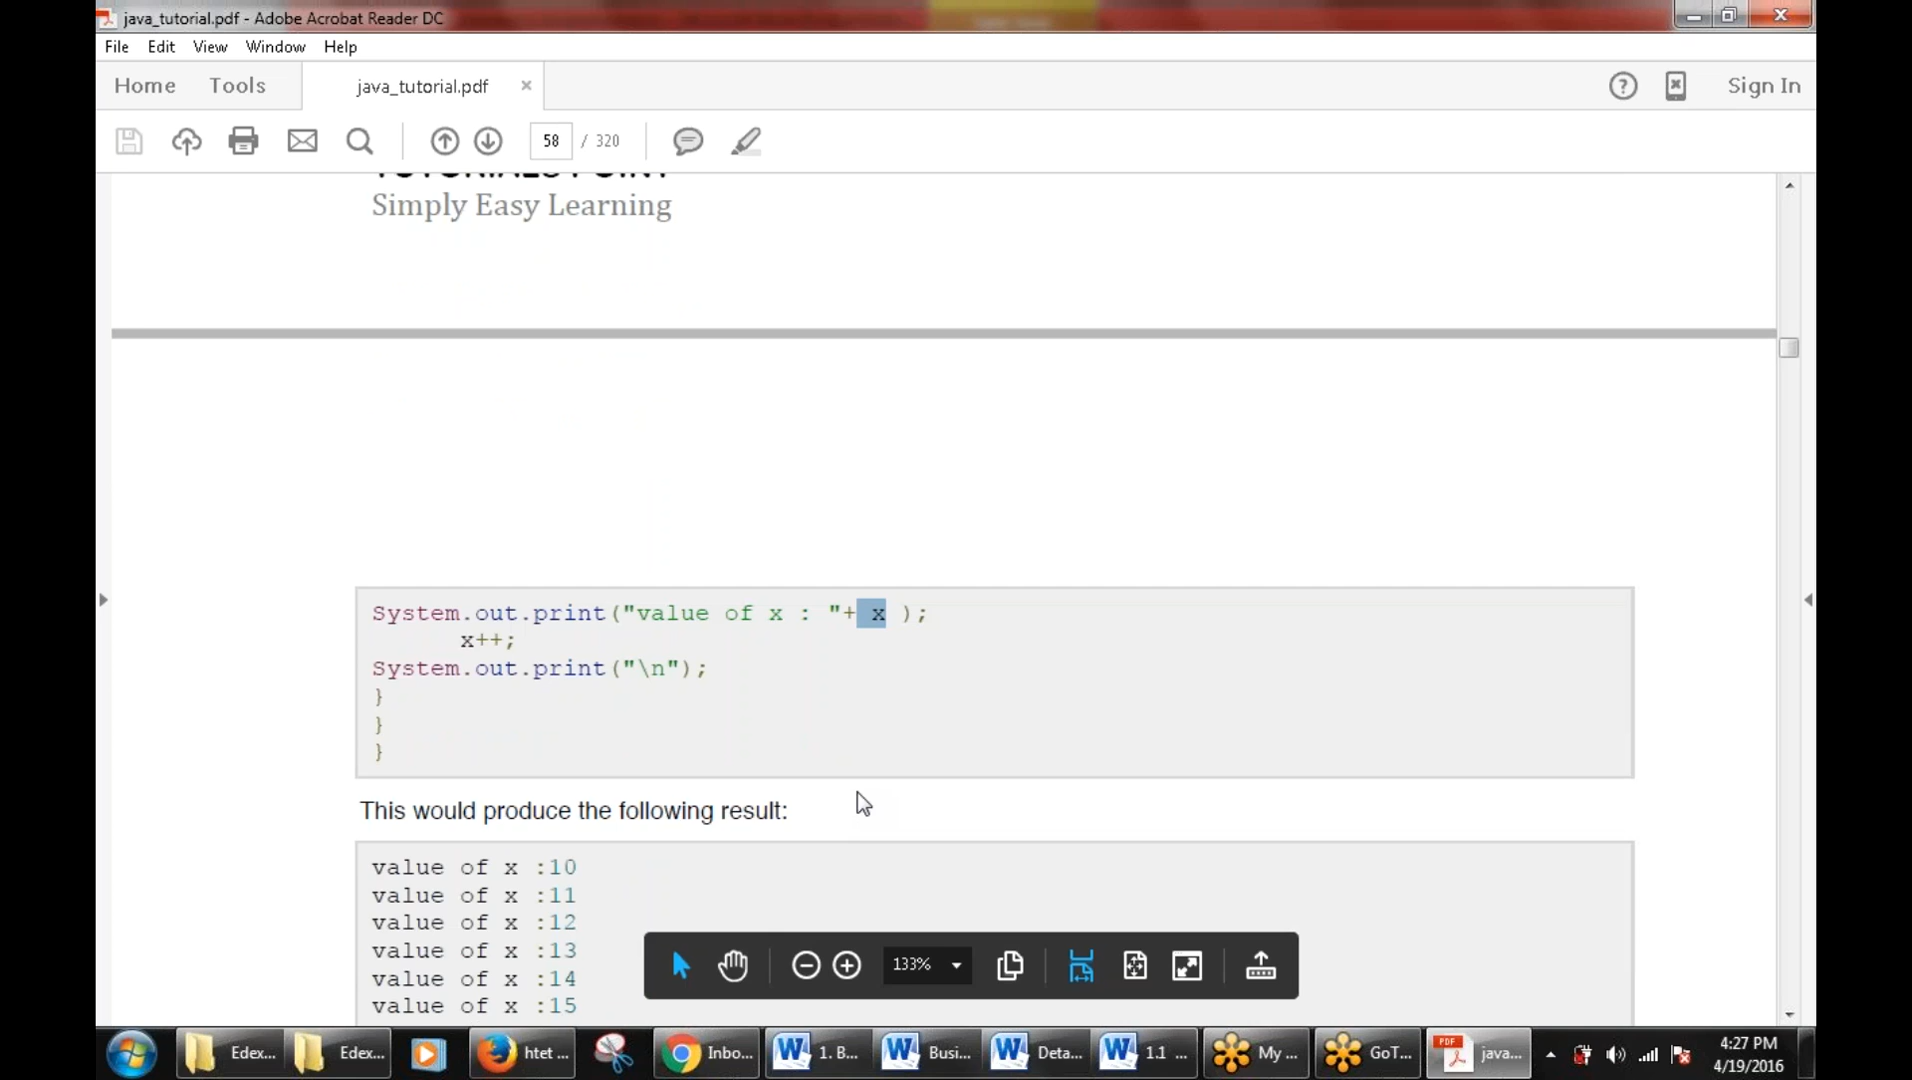 java_tutorial.pdf - Adobe Acrobat Reader DC
File Edit View Window Help
Home Tools java_tutorial.pdf × Sign In
58 / 320
TUTORIALS POINT
Simply Easy Learning
System.out.print("value of x : "+ x );
x++;
System.out.print("\n");
}
}
}
This would produce the following result:
value of x :10
value of x :11
value of x :12
value of x :13
value of x :14
value of x :15
133%
Edex... Edex... htet ... Inbo... 1. B... Busi... Deta... 1.1 ... My ... GoT... PDF java...
4:27 PM
4/19/2016